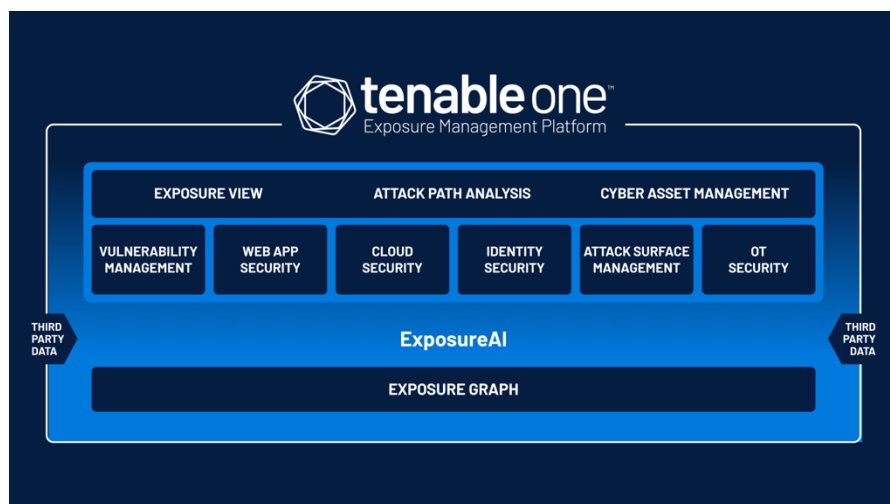 tenable one™
Exposure Management Platform
EXPOSURE VIEW
ATTACK PATH ANALYSIS
CYBER ASSET MANAGEMENT
VULNERABILITY
MANAGEMENT
WEB APP
SECURITY
CLOUD
SECURITY
IDENTITY
SECURITY
ATTACK SURFACE
MANAGEMENT
OT
SECURITY
THIRD
PARTY
DATA
ExposureAI
THIRD
PARTY
DATA
EXPOSURE GRAPH